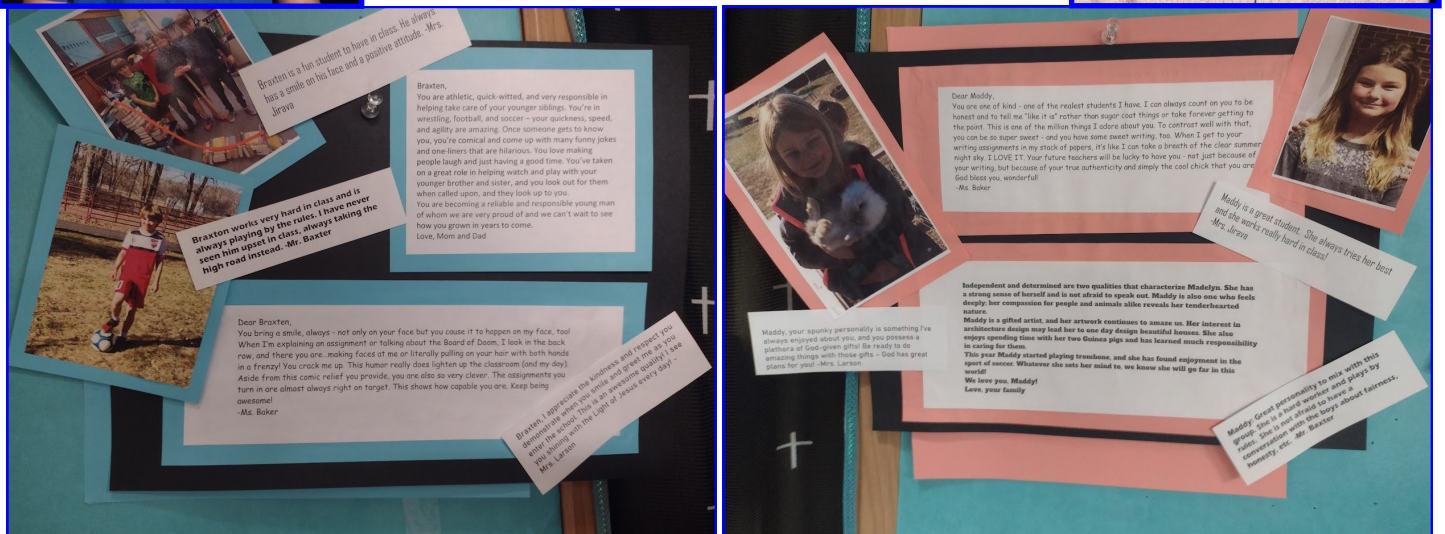 Braxten is a fun student to have in class. He always
has a smile on his face and a positive attitude. -Mrs.
Jirava
Braxten,
You are athletic, quick-witted, and very responsible in
helping take care of your younger siblings. You're in
wrestling, football, and soccer – your quickness, speed,
and agility are amazing. Once someone gets to know
you, you're comical and come up with many funny jokes
and one-liners that are hilarious. You love making
people laugh and just having a good time. You've taken
on a great role in helping watch and play with your
younger brother and sister, and you look out for them
when called upon, and they look up to you.
You are becoming a reliable and responsible young man
of whom we are very proud of and we can't wait to see
how you grown in years to come.
Love, Mom and Dad
Braxton works very hard in class and is
always playing by the rules. I have never
seen him upset in class, always taking the
high road instead. -Mr. Baxter
Dear Braxten,
You bring a smile, always - not only on your face but you cause it to happen on my face, too!
When I'm explaining an assignment or talking about the Board of Doom, I look in the back
row, and there you are...making faces at me or literally pulling on your hair with both hands
in a frenzy! You crack me up. This humor really does lighten up the classroom (and my day).
Aside from this comic relief you provide, you are also so very clever. The assignments you
turn in are almost always right on target. This shows how capable you are. Keep being
awesome!
-Ms. Baker
Braxten, I appreciate the kindness and respect you
demonstrate when you smile and greet me as you
enter the school. This is an awesome quality! I see
you shining with the Light of Jesus every day! -
Mrs. Larson
Dear Maddy,
You are one of kind - one of the realest students I have. I can always count on you to be
honest and to tell me "like it is" rather than sugar coat things or take forever getting to
the point. This is one of the million things I adore about you. To contrast well with that,
you can be so super sweet - and you have some sweet writing, too. When I get to your
writing assignments in my stack of papers, it's like I can take a breath of the clear summer
night sky. I LOVE IT. Your future teachers will be lucky to have you - not just because of
your writing, but because of your true authenticity and simply the cool chick that you are.
God bless you, wonderful!
-Ms. Baker
Maddy is a great student. She always tries her best
and she works really hard in class!
-Mrs. Jirava
Independent and determined are two qualities that characterize Madelyn. She has
a strong sense of herself and is not afraid to speak out. Maddy is also one who feels
deeply; her compassion for people and animals alike reveals her tenderhearted
nature.
Maddy is a gifted artist, and her artwork continues to amaze us. Her interest in
architecture design may lead her to one day design beautiful houses. She also
enjoys spending time with her two Guinea pigs and has learned much responsibility
in caring for them.
This year Maddy started playing trombone, and she has found enjoyment in the
sport of soccer. Whatever she sets her mind to, we know she will go far in this
world!
We love you, Maddy!
Love, your family
Maddy, your spunky personality is something I've
always enjoyed about you, and you possess a
plethora of God-given gifts! Be ready to do
amazing things with those gifts – God has great
plans for you! -Mrs. Larson
Maddy: Great personality to mix with this
group. She is a hard worker and plays by
rules. She is not afraid to have a
conversation with the boys about fairness,
honesty, etc. -Mr. Baxter